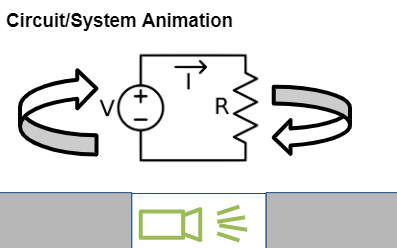 Circuit/System Animation
I
V
+
−
R